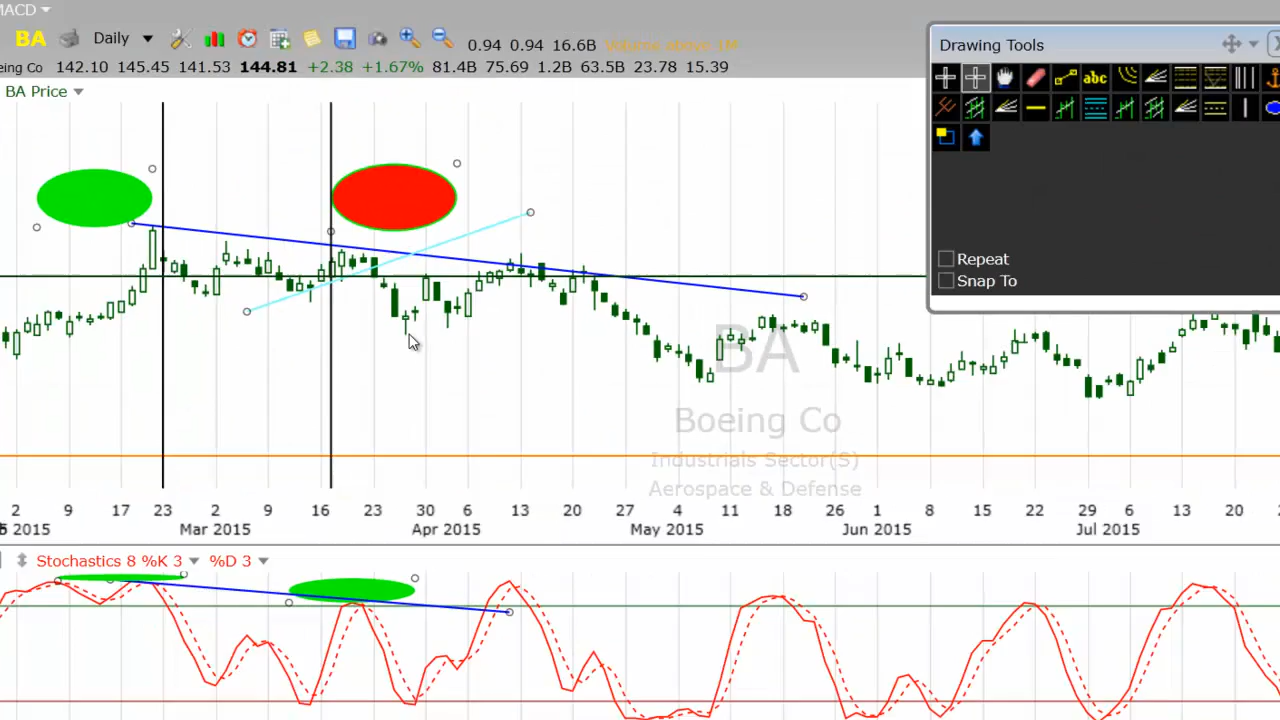 MACD
BA Daily 0.94 0.94 16.6B Volume above 1M
eing Co 142.10 145.45 141.53 144.81 +2.38 +1.67% 81.4B 75.69 1.2B 63.5B 23.78 15.39
BA Price
Drawing Tools
abc
Repeat
Snap To
BA
Boeing Co
Industrials Sector(S)
Aerospace & Defense
2 9 17 23 2 9 16 23 30 6 13 20 27 4 11 18 26 1 8 15 22 29 6 13 20
2015 Mar 2015 Apr 2015 May 2015 Jun 2015 Jul 2015
Stochastics 8 %K 3 %D 3